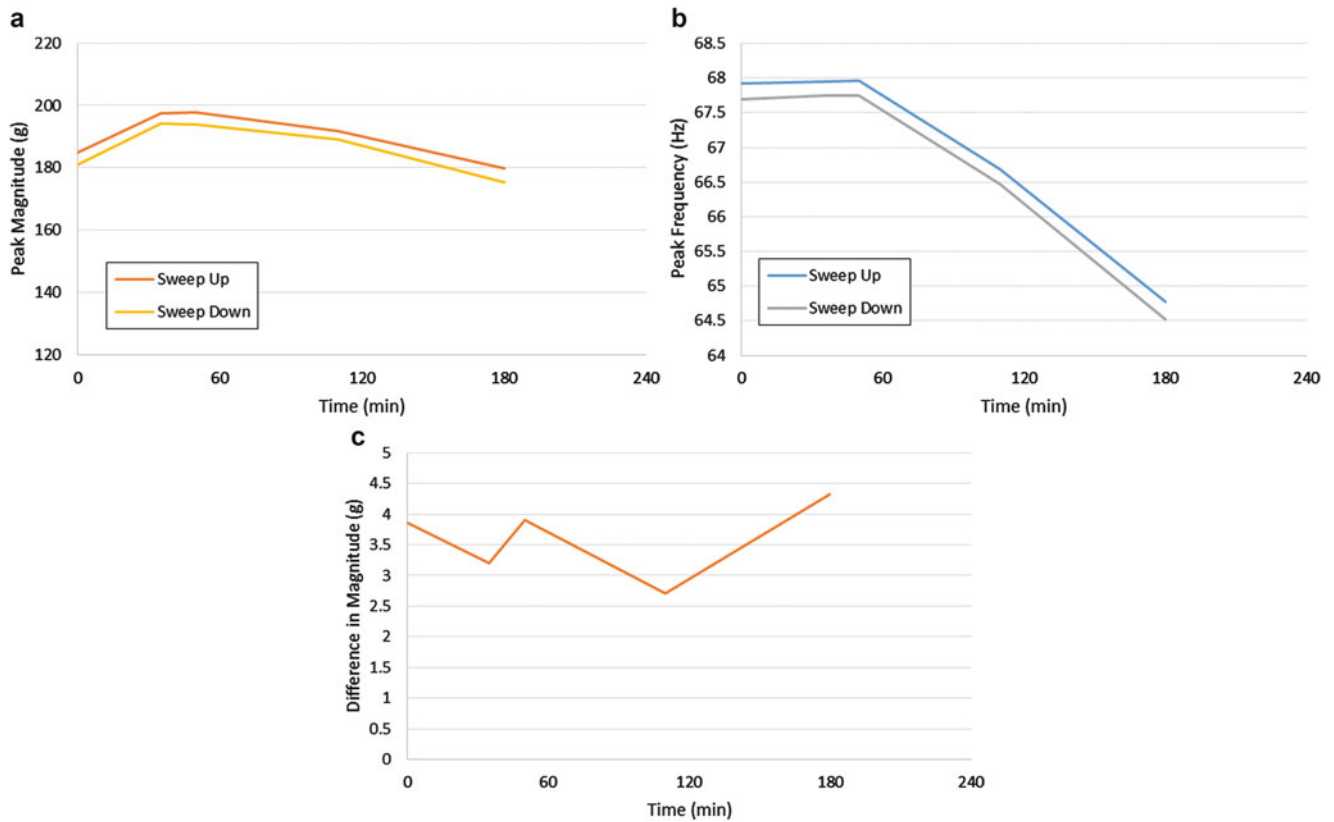 a
220
200
180
160
140
120
Peak Magnitude (g)
Sweep Up
Sweep Down
0 60 120 180 240
Time (min)
b
68.5
68
67.5
67
66.5
66
65.5
65
64.5
64
Peak Frequency (Hz)
Sweep Up
Sweep Down
0 60 120 180 240
Time (min)
c
5
4.5
4
3.5
3
2.5
2
1.5
1
0.5
0
Difference in Magnitude (g)
0 60 120 180 240
Time (min)